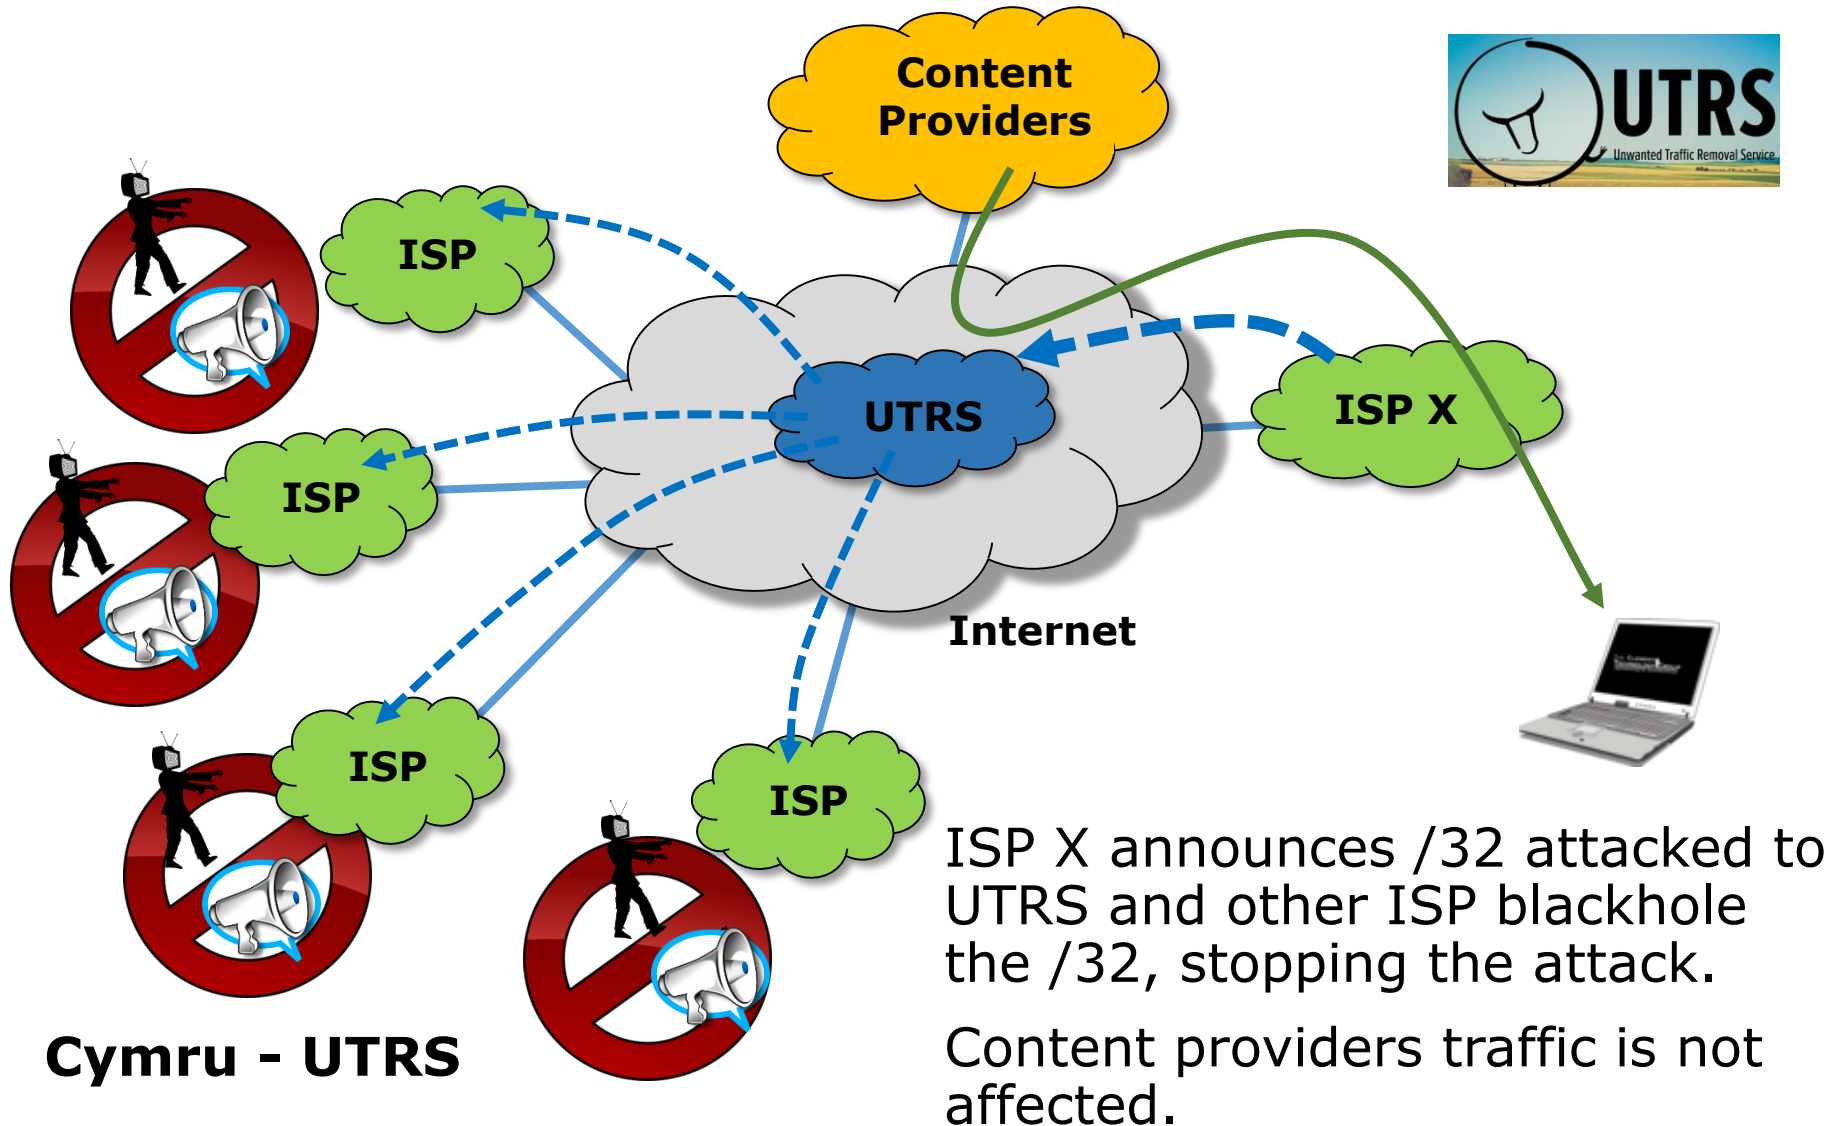 Content
Providers
UTRS
Unwanted Traffic Removal Service
ISP
ISP
ISP
ISP
UTRS
ISP X
Internet
ISP X announces /32 attacked to
UTRS and other ISP blackhole
the /32, stopping the attack.
Content providers traffic is not
affected.
Cymru - UTRS